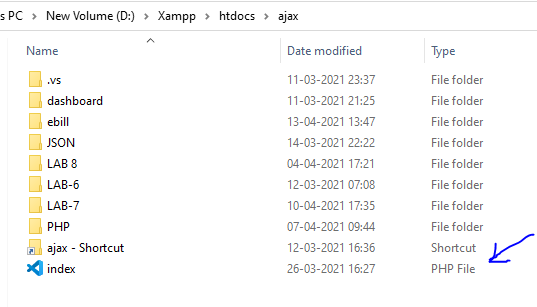 s PC > New Volume (D:) > Xampp > htdocs > ajax
Name Date modified Type
.vs 11-03-2021 23:37 File folder
dashboard 11-03-2021 21:25 File folder
ebill 13-04-2021 13:47 File folder
JSON 14-03-2021 22:22 File folder
LAB 8 04-04-2021 17:21 File folder
LAB-6 12-03-2021 07:08 File folder
LAB-7 10-04-2021 17:35 File folder
PHP 07-04-2021 09:44 File folder
ajax - Shortcut 12-03-2021 16:36 Shortcut
index 26-03-2021 16:27 PHP File